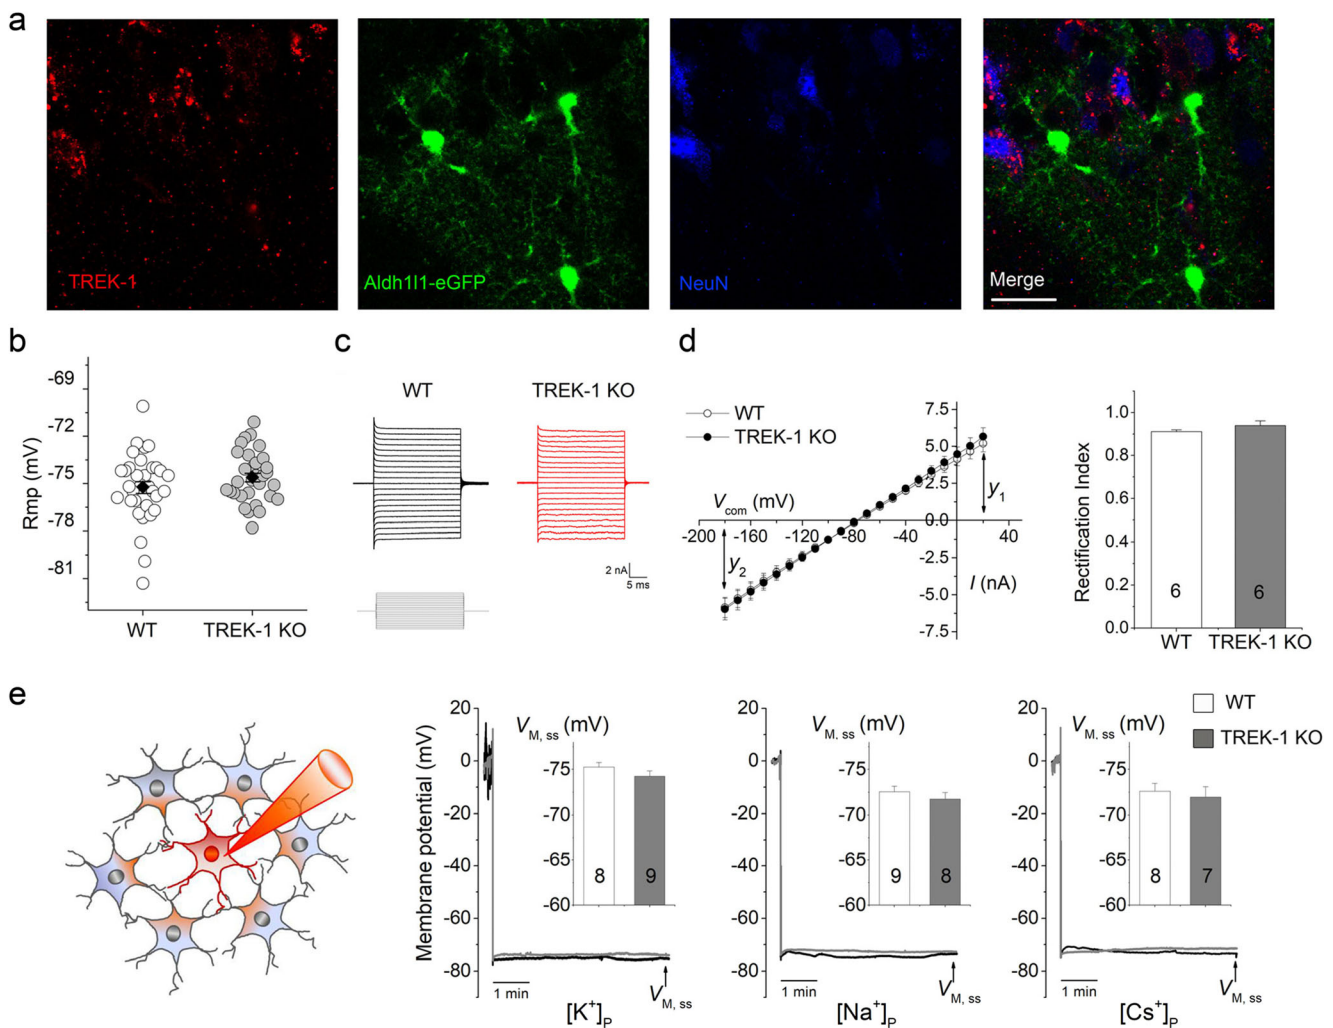 a
TREK-1
Aldh1l1-eGFP
NeuN
Merge
b
Rmp (mV)
-69
-72
-75
-78
-81
WT
TREK-1 KO
c
WT
TREK-1 KO
2 nA
5 ms
d
WT
TREK-1 KO
V com (mV)
-200 -160 -120 -80 -40 40
7.5
5.0
2.5
0.0
-2.5
-5.0
-7.5
y1
y2
I (nA)
Rectification Index
1.0
0.8
0.6
0.4
0.2
0.0
6
6
WT
TREK-1 KO
e
Membrane potential (mV)
20
0
-20
-40
-60
-80
VM, ss (mV)
-75
-70
-65
-60
8
9
1 min
VM, ss
[K+]P
20
0
-20
-40
-60
-80
VM, ss (mV)
-75
-70
-65
-60
9
8
1 min
VM, ss
[Na+]P
20
0
-20
-40
-60
-80
VM, ss (mV)
-75
-70
-65
-60
8
7
1 min
VM, ss
[Cs+]P
WT
TREK-1 KO